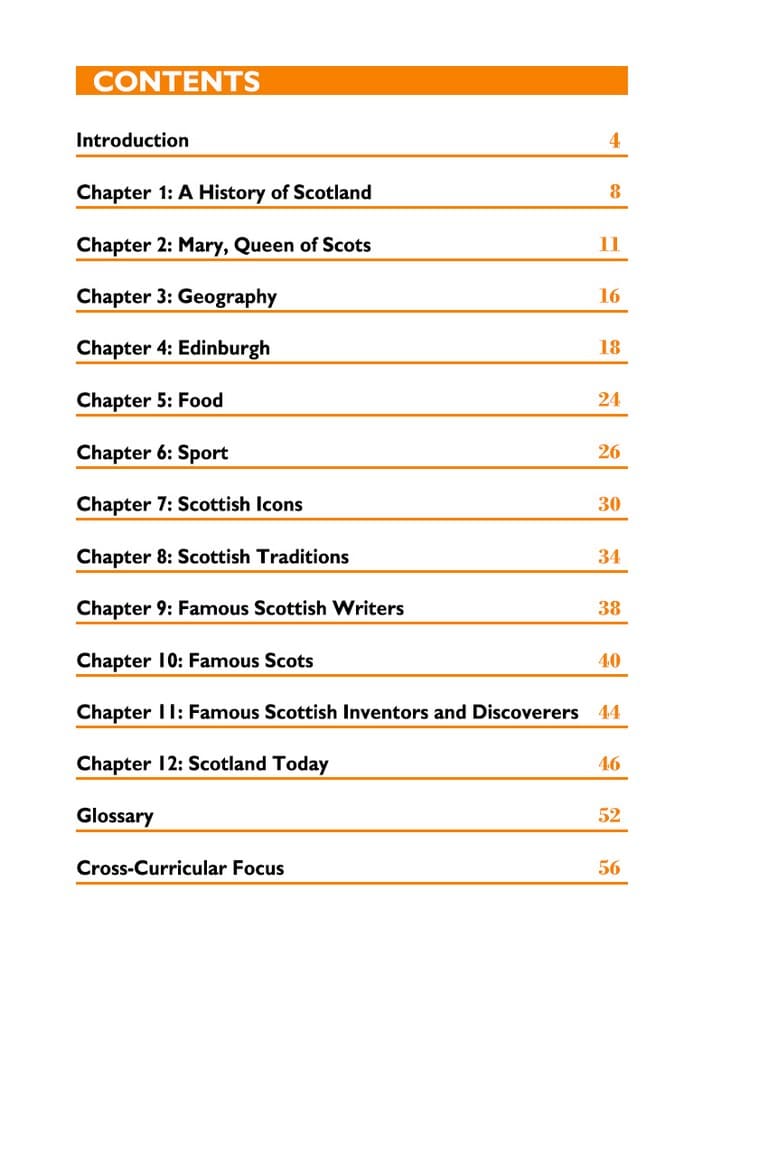 CONTENTS
Introduction 4
Chapter 1: A History of Scotland 8
Chapter 2: Mary, Queen of Scots 11
Chapter 3: Geography 16
Chapter 4: Edinburgh 18
Chapter 5: Food 24
Chapter 6: Sport 26
Chapter 7: Scottish Icons 30
Chapter 8: Scottish Traditions 34
Chapter 9: Famous Scottish Writers 38
Chapter 10: Famous Scots 40
Chapter 11: Famous Scottish Inventors and Discoverers 44
Chapter 12: Scotland Today 46
Glossary 52
Cross-Curricular Focus 56